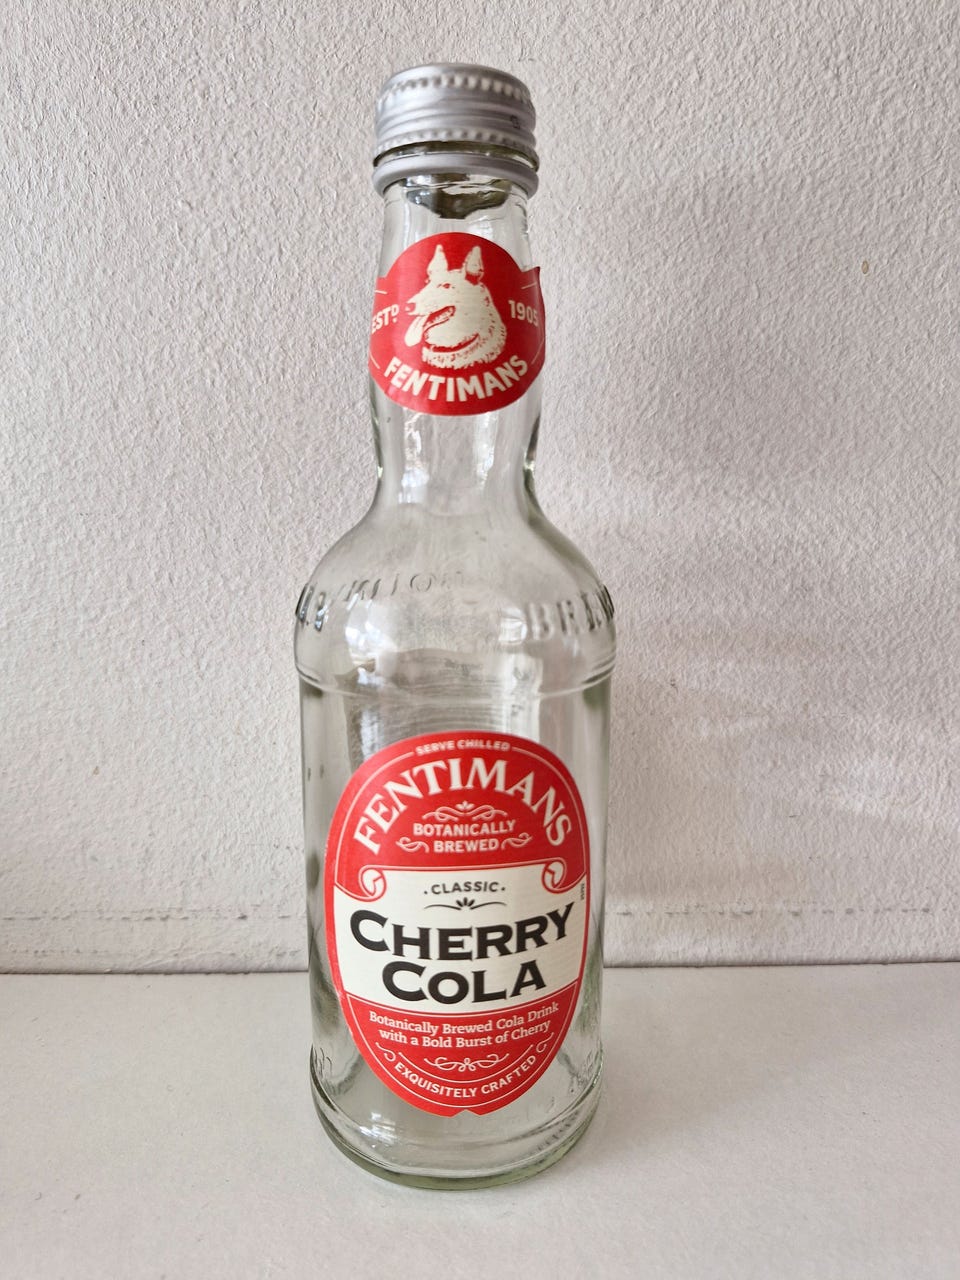 ESTD 1905
FENTIMANS
SERVE CHILLED
FENTIMANS
BOTANICALLY
BREWED
CLASSIC
CHERRY
COLA
Botanically Brewed Cola Drink
with a Bold Burst of Cherry
EXQUISITELY CRAFTED